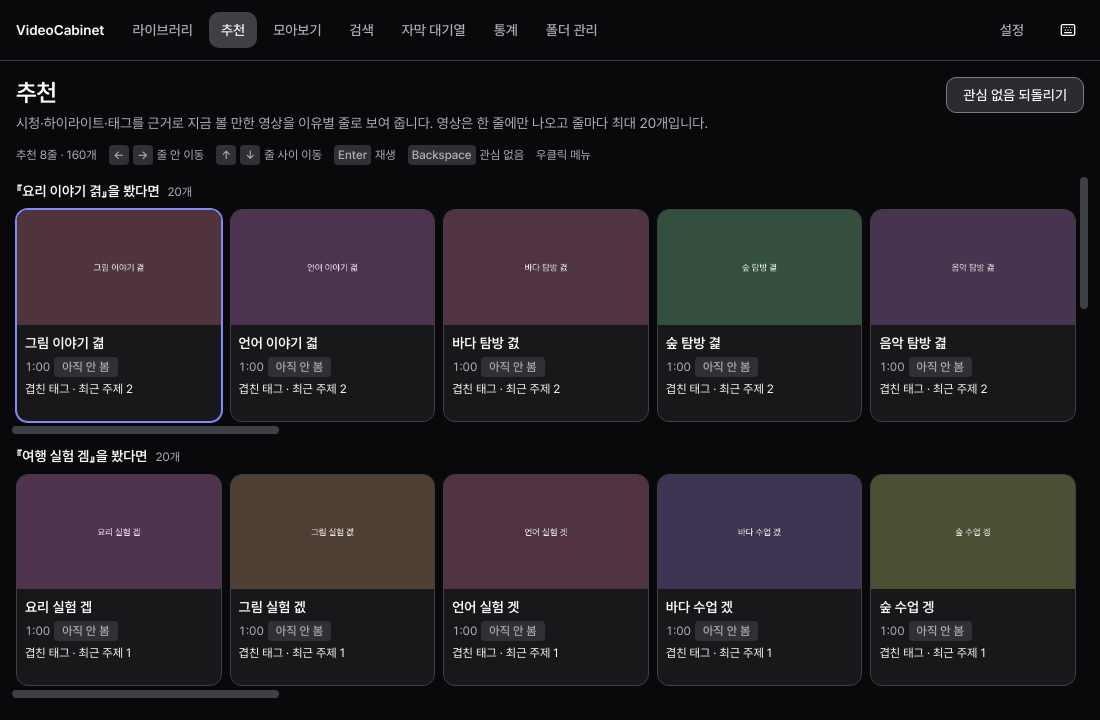 VideoCabinet 라이브러리 추천 모아보기 검색 자막 대기열 통계 폴더 관리 설정
추천
관심 없음 되돌리기
시청·하이라이트·태그를 근거로 지금 볼 만한 영상을 이유별 줄로 보여 줍니다. 영상은 한 줄에만 나오고 줄마다 최대 20개입니다.
추천 8줄 · 160개 ← → 줄 안 이동 ↑ ↓ 줄 사이 이동 Enter 재생 Backspace 관심 없음 우클릭 메뉴
『요리 이야기 겱』을 봤다면 20개
그림 이야기 언어 이야기 바다 탐방 숲 탐방 음악 탐방
그림 이야기 언어 이야기 바다 탐방 숲 탐방 음악 탐방
1:00 아직 안 봄 1:00 아직 안 봄 1:00 아직 안 봄 1:00 아직 안 봄 1:00 아직 안 봄
겹친 태그 · 최근 주제 2 겹친 태그 · 최근 주제 2 겹친 태그 · 최근 주제 2 겹친 태그 · 최근 주제 2 겹친 태그 · 최근 주제 2
『여행 실험 겜』을 봤다면 20개
요리 실험 겝 그림 실험 언어 실험 겟 바다 수업 겠 숲 수업 겡
요리 실험 겝 그림 실험 언어 실험 겟 바다 수업 겠 숲 수업 겡
1:00 아직 안 봄 1:00 아직 안 봄 1:00 아직 안 봄 1:00 아직 안 봄 1:00 아직 안 봄
겹친 태그 · 최근 주제 1 겹친 태그 · 최근 주제 1 겹친 태그 · 최근 주제 1 겹친 태그 · 최근 주제 1 겹친 태그 · 최근 주제 1